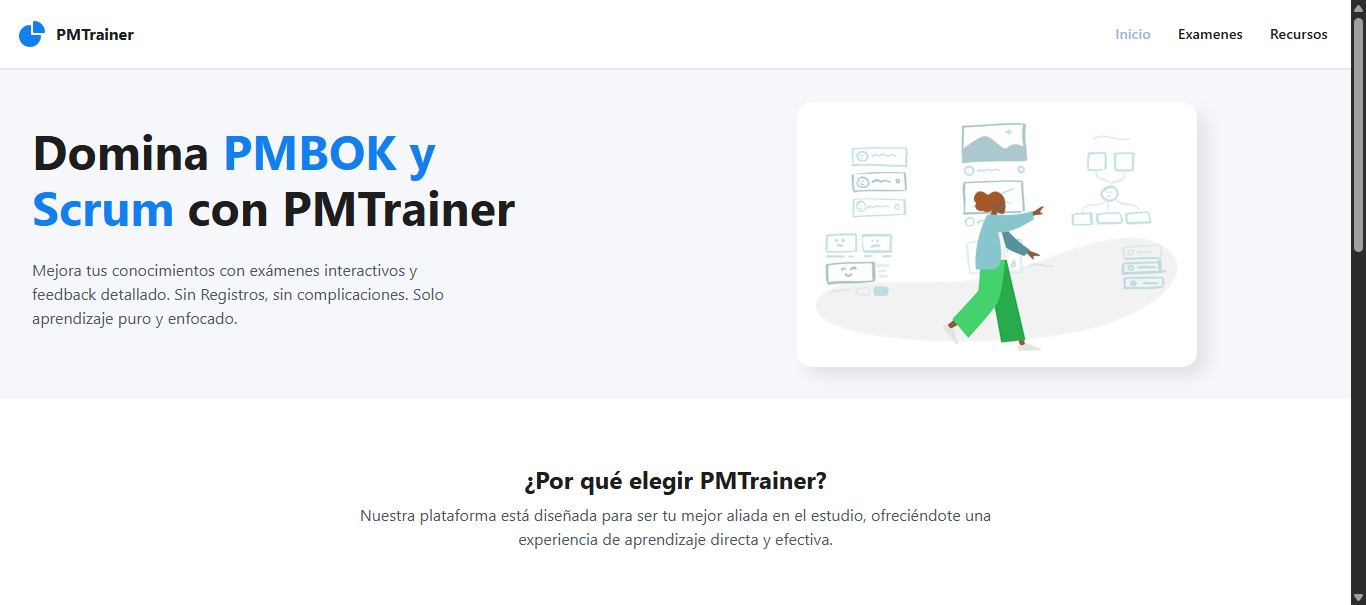 PMTrainer
Inicio
Examenes
Recursos
Domina PMBOK y
Scrum con PMTrainer
Mejora tus conocimientos con exámenes interactivos y
feedback detallado. Sin Registros, sin complicaciones. Solo
aprendizaje puro y enfocado.
¿Por qué elegir PMTrainer?
Nuestra plataforma está diseñada para ser tu mejor aliada en el estudio, ofreciéndote una
experiencia de aprendizaje directa y efectiva.